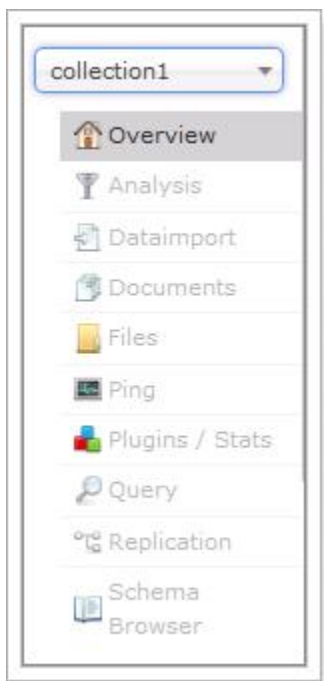 collection1
Overview
Analysis
Dataimport
Documents
Files
Ping
Plugins / Stats
Query
Replication
Schema
Browser